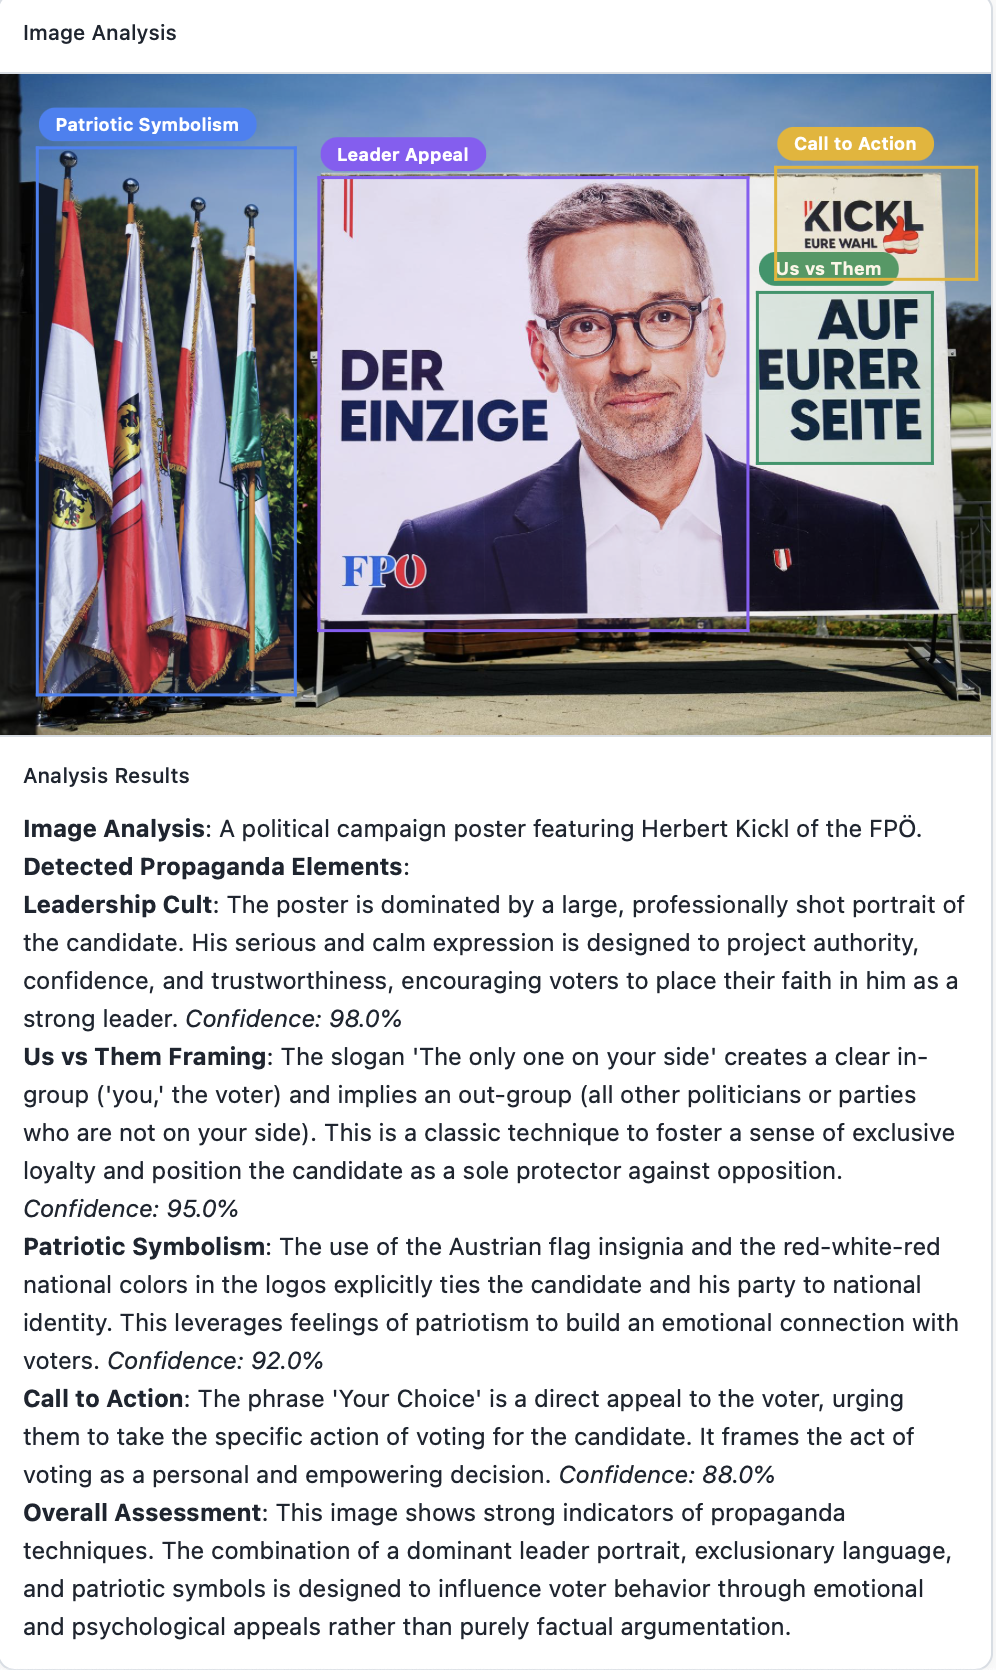 Image Analysis
Patriotic Symbolism
Leader Appeal
Call to Action
KICKL
EURE WAHL
Us vs Them
DER
EINZIGE
AUF
EURER
SEITE
FPÖ
Analysis Results
Image Analysis: A political campaign poster featuring Herbert Kickl of the FPÖ.
Detected Propaganda Elements:
Leadership Cult: The poster is dominated by a large, professionally shot portrait of
the candidate. His serious and calm expression is designed to project authority,
confidence, and trustworthiness, encouraging voters to place their faith in him as a
strong leader. Confidence: 98.0%
Us vs Them Framing: The slogan 'The only one on your side' creates a clear in-
group ('you,' the voter) and implies an out-group (all other politicians or parties
who are not on your side). This is a classic technique to foster a sense of exclusive
loyalty and position the candidate as a sole protector against opposition.
Confidence: 95.0%
Patriotic Symbolism: The use of the Austrian flag insignia and the red-white-red
national colors in the logos explicitly ties the candidate and his party to national
identity. This leverages feelings of patriotism to build an emotional connection with
voters. Confidence: 92.0%
Call to Action: The phrase 'Your Choice' is a direct appeal to the voter, urging
them to take the specific action of voting for the candidate. It frames the act of
voting as a personal and empowering decision. Confidence: 88.0%
Overall Assessment: This image shows strong indicators of propaganda
techniques. The combination of a dominant leader portrait, exclusionary language,
and patriotic symbols is designed to influence voter behavior through emotional
and psychological appeals rather than purely factual argumentation.